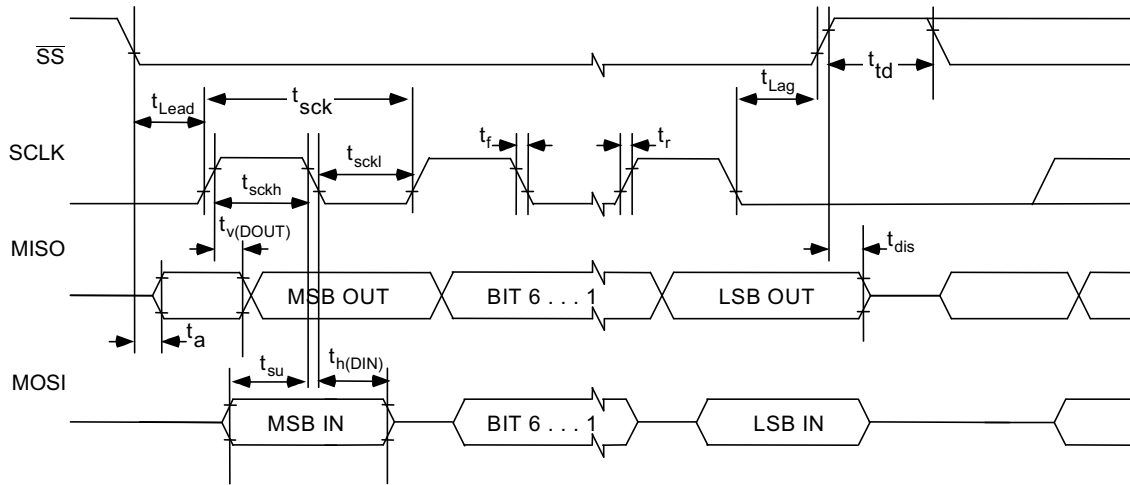 SS
t_td
t_Lag
t_Lead
t_sck
SCLK
t_f
t_r
t_sckl
t_sckh
t_v(DOUT)
MISO
t_dis
MSB OUT
BIT 6 . . . 1
LSB OUT
t_a
MOSI
t_su
t_h(DIN)
MSB IN
BIT 6 . . . 1
LSB IN